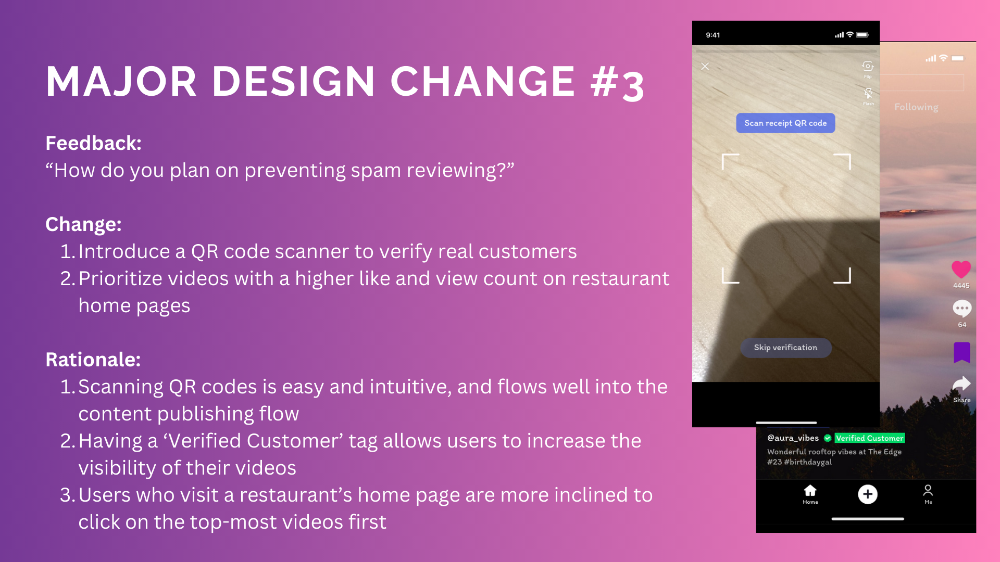 MAJOR DESIGN CHANGE #3
Feedback:
“How do you plan on preventing spam reviewing?”
Change:
1. Introduce a QR code scanner to verify real customers
2. Prioritize videos with a higher like and view count on restaurant
home pages
Rationale:
1. Scanning QR codes is easy and intuitive, and flows well into the
content publishing flow
2. Having a ‘Verified Customer’ tag allows users to increase the
visibility of their videos
3. Users who visit a restaurant’s home page are more inclined to
click on the top-most videos first
9:41
Flip
Flash
Scan receipt QR code
Skip verification
Following
4445
64
Share
@aura_vibes Verified Customer
Wonderful rooftop vibes at The Edge
#23 #birthdaygal
Home
Me